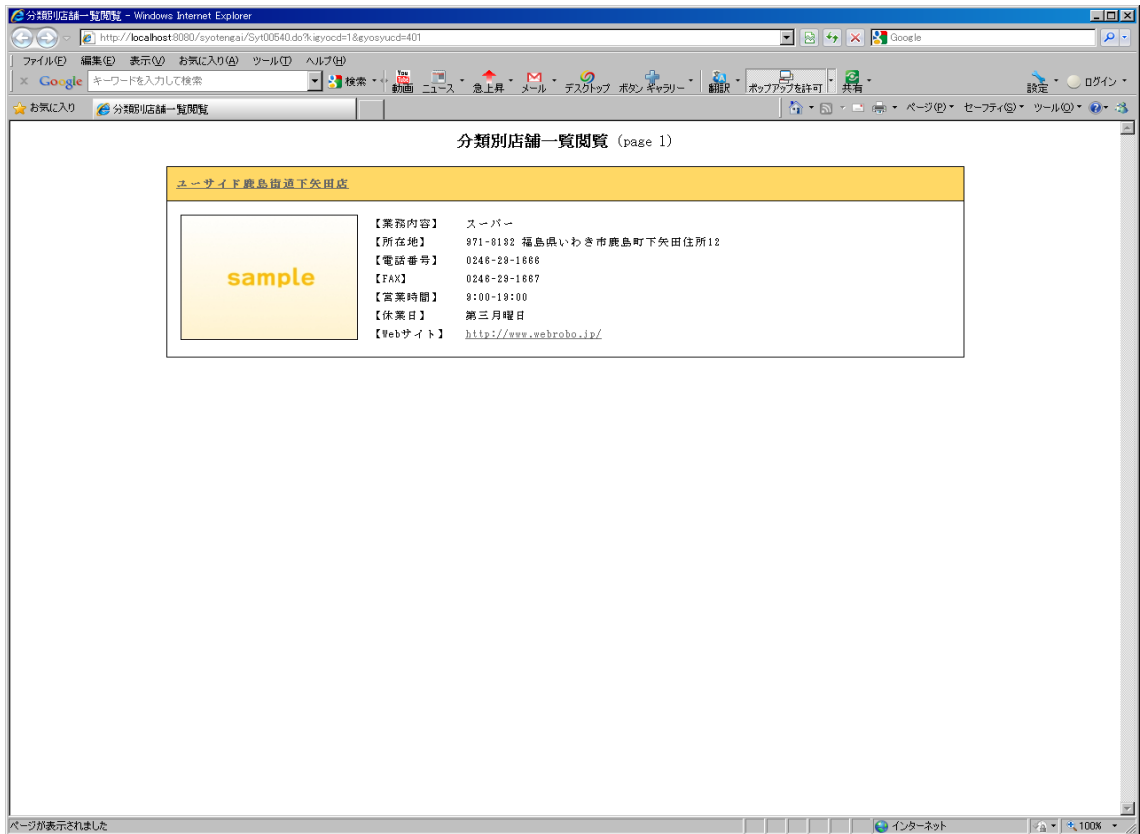 分類別店舗一覧閲覧 - Windows Internet Explorer
http://localhost:8080/syotengai/Syt00540.do?kigyocd=1&gyosyucd=401
Google
ファイル(F) 編集(E) 表示(V) お気に入り(A) ツール(T) ヘルプ(H)
× Google キーワードを入力して検索 検索 動画 ニュース 急上昇 メール デスクトップ ボタン ギャラリー 翻訳 ポップアップを許可 共有 設定 ログイン
お気に入り 分類別店舗一覧閲覧 ページ(P) セーフティ(S) ツール(O)
分類別店舗一覧閲覧 (page 1)
ユーサイド鹿島街道下矢田店
sample
【業務内容】 スーパー
【所在地】 971-8132 福島県いわき市鹿島町下矢田住所12
【電話番号】 0246-29-1666
【FAX】 0246-29-1667
【営業時間】 9:00-19:00
【休業日】 第三月曜日
【Webサイト】 http://www.webrobo.jp/
ページが表示されました インターネット 100%